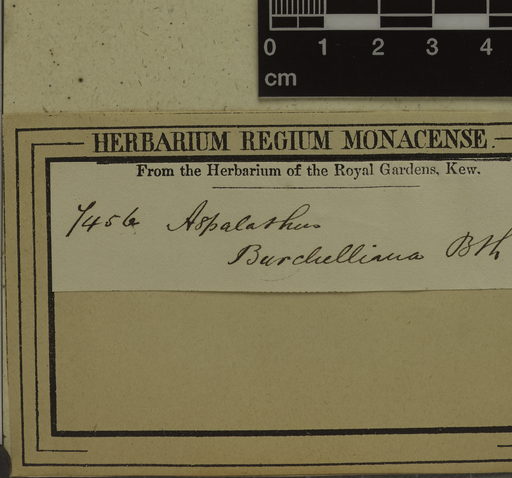 0 1 2 3 4
cm
HERBARIUM REGIUM MONACENSE.
From the Herbarium of the Royal Gardens, Kew.
7456 Aspalathus
Burchelliana Bth